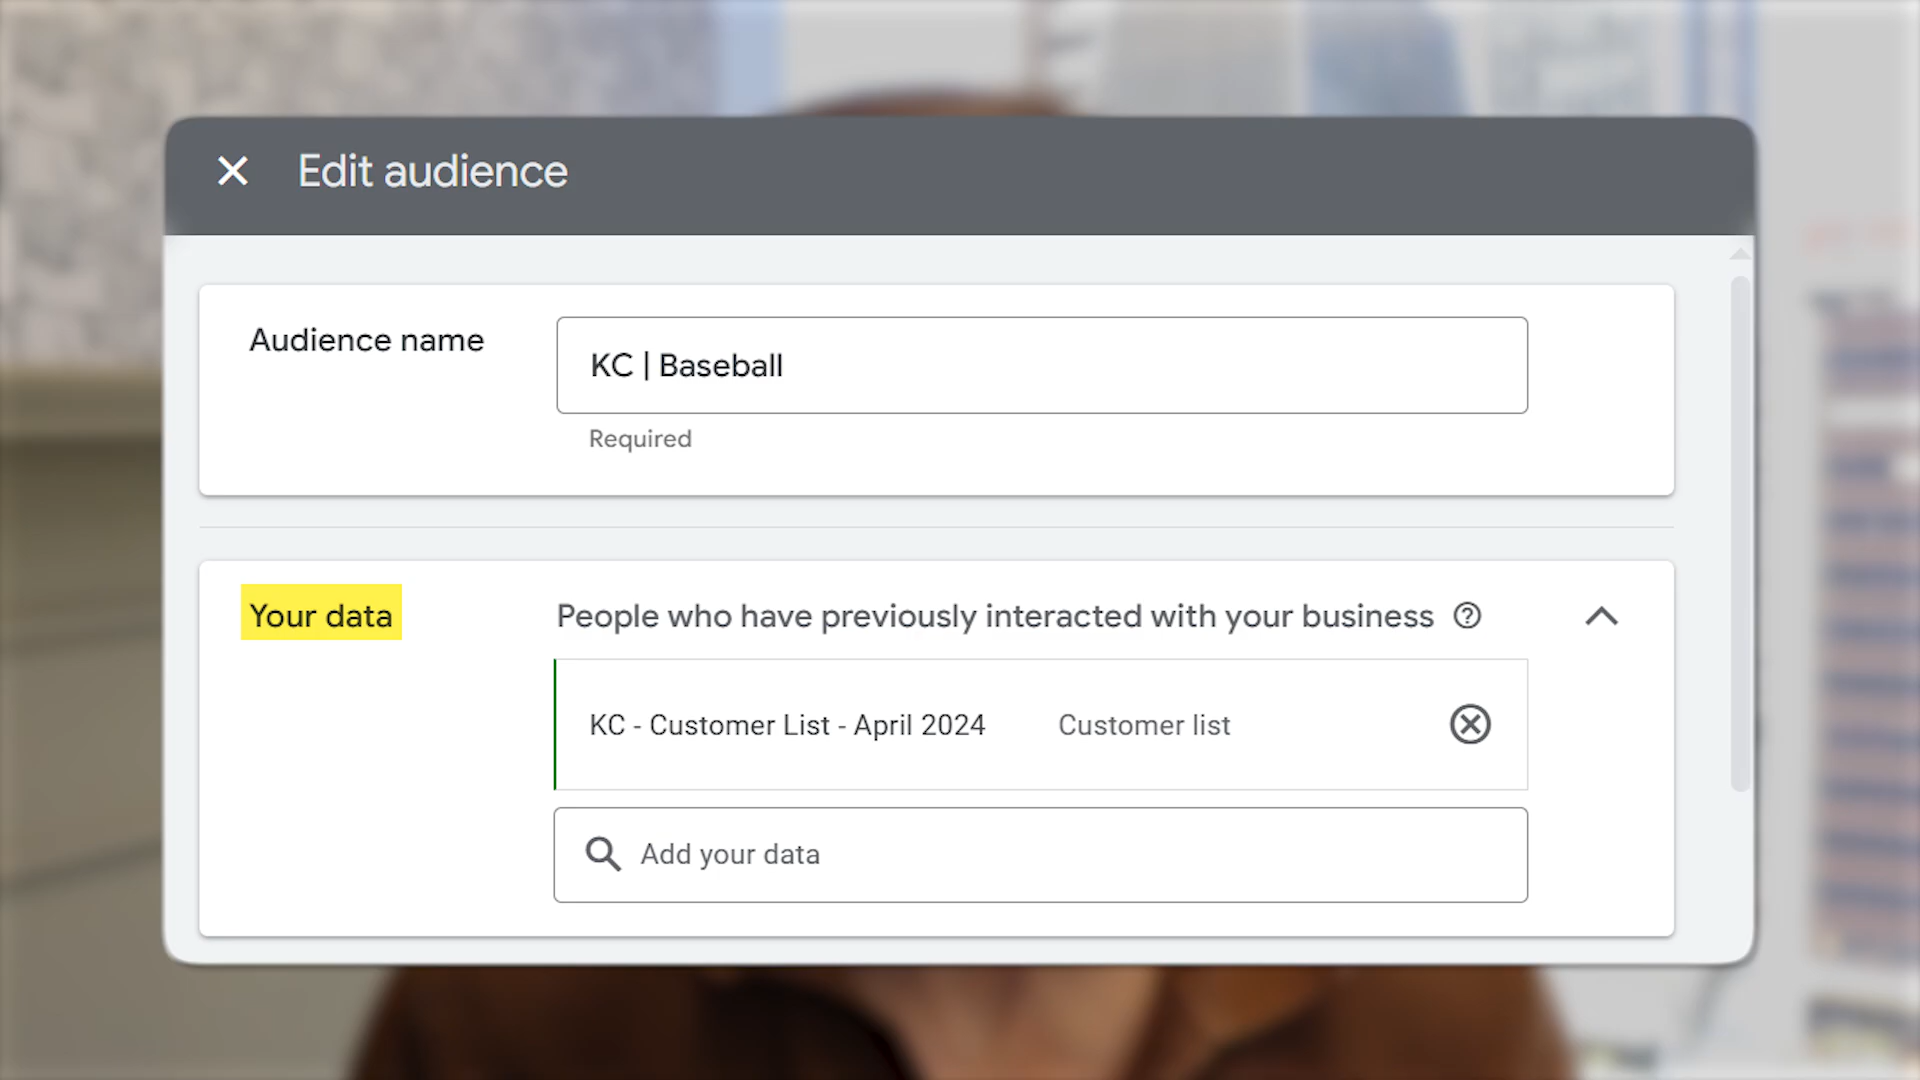 Edit audience
Audience name
KC | Baseball
Required
Your data
People who have previously interacted with your business
KC - Customer List - April 2024 Customer list
Add your data